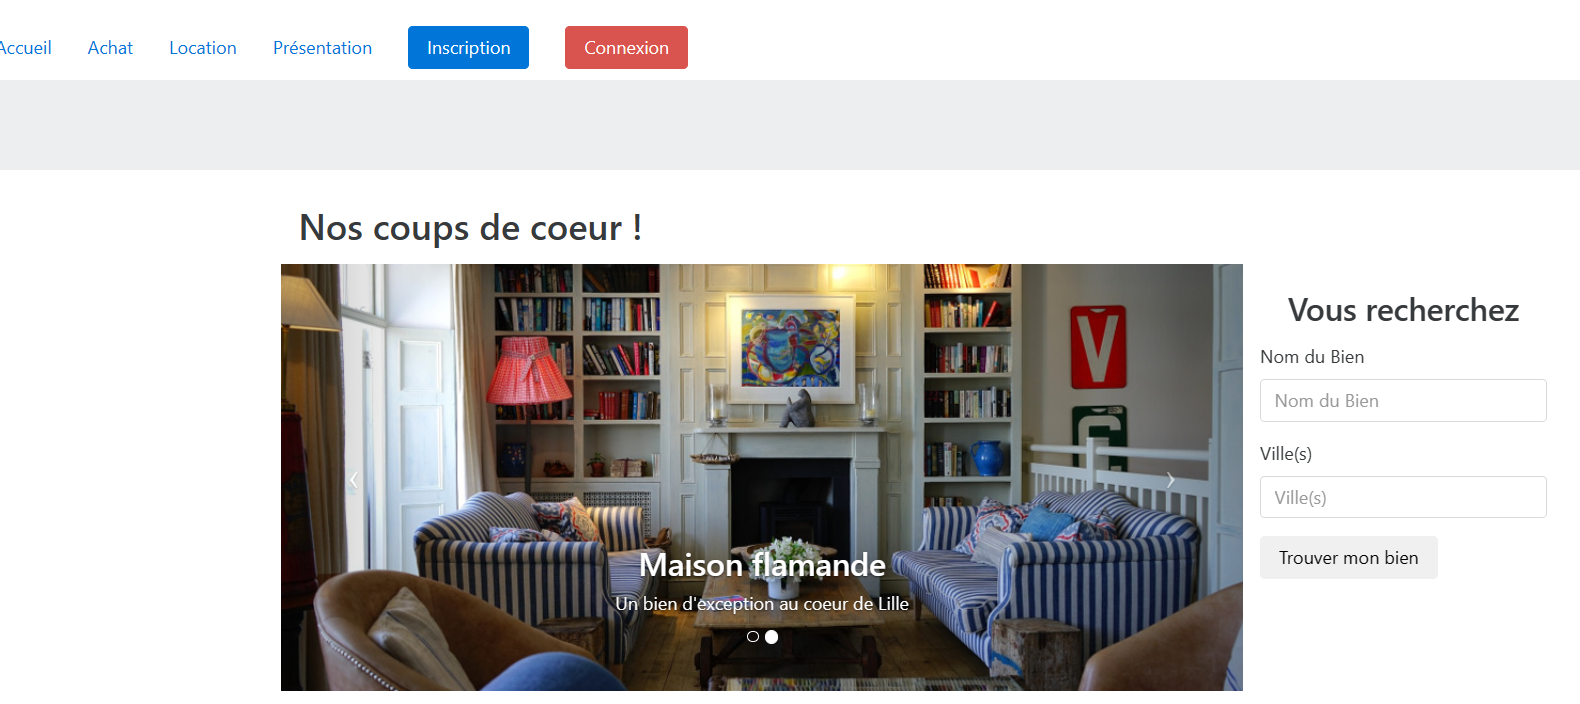 Accueil Achat Location Présentation Inscription Connexion
Nos coups de coeur !
V
Maison flamande
Un bien d'exception au coeur de Lille
Vous recherchez
Nom du Bien
Nom du Bien
Ville(s)
Ville(s)
Trouver mon bien